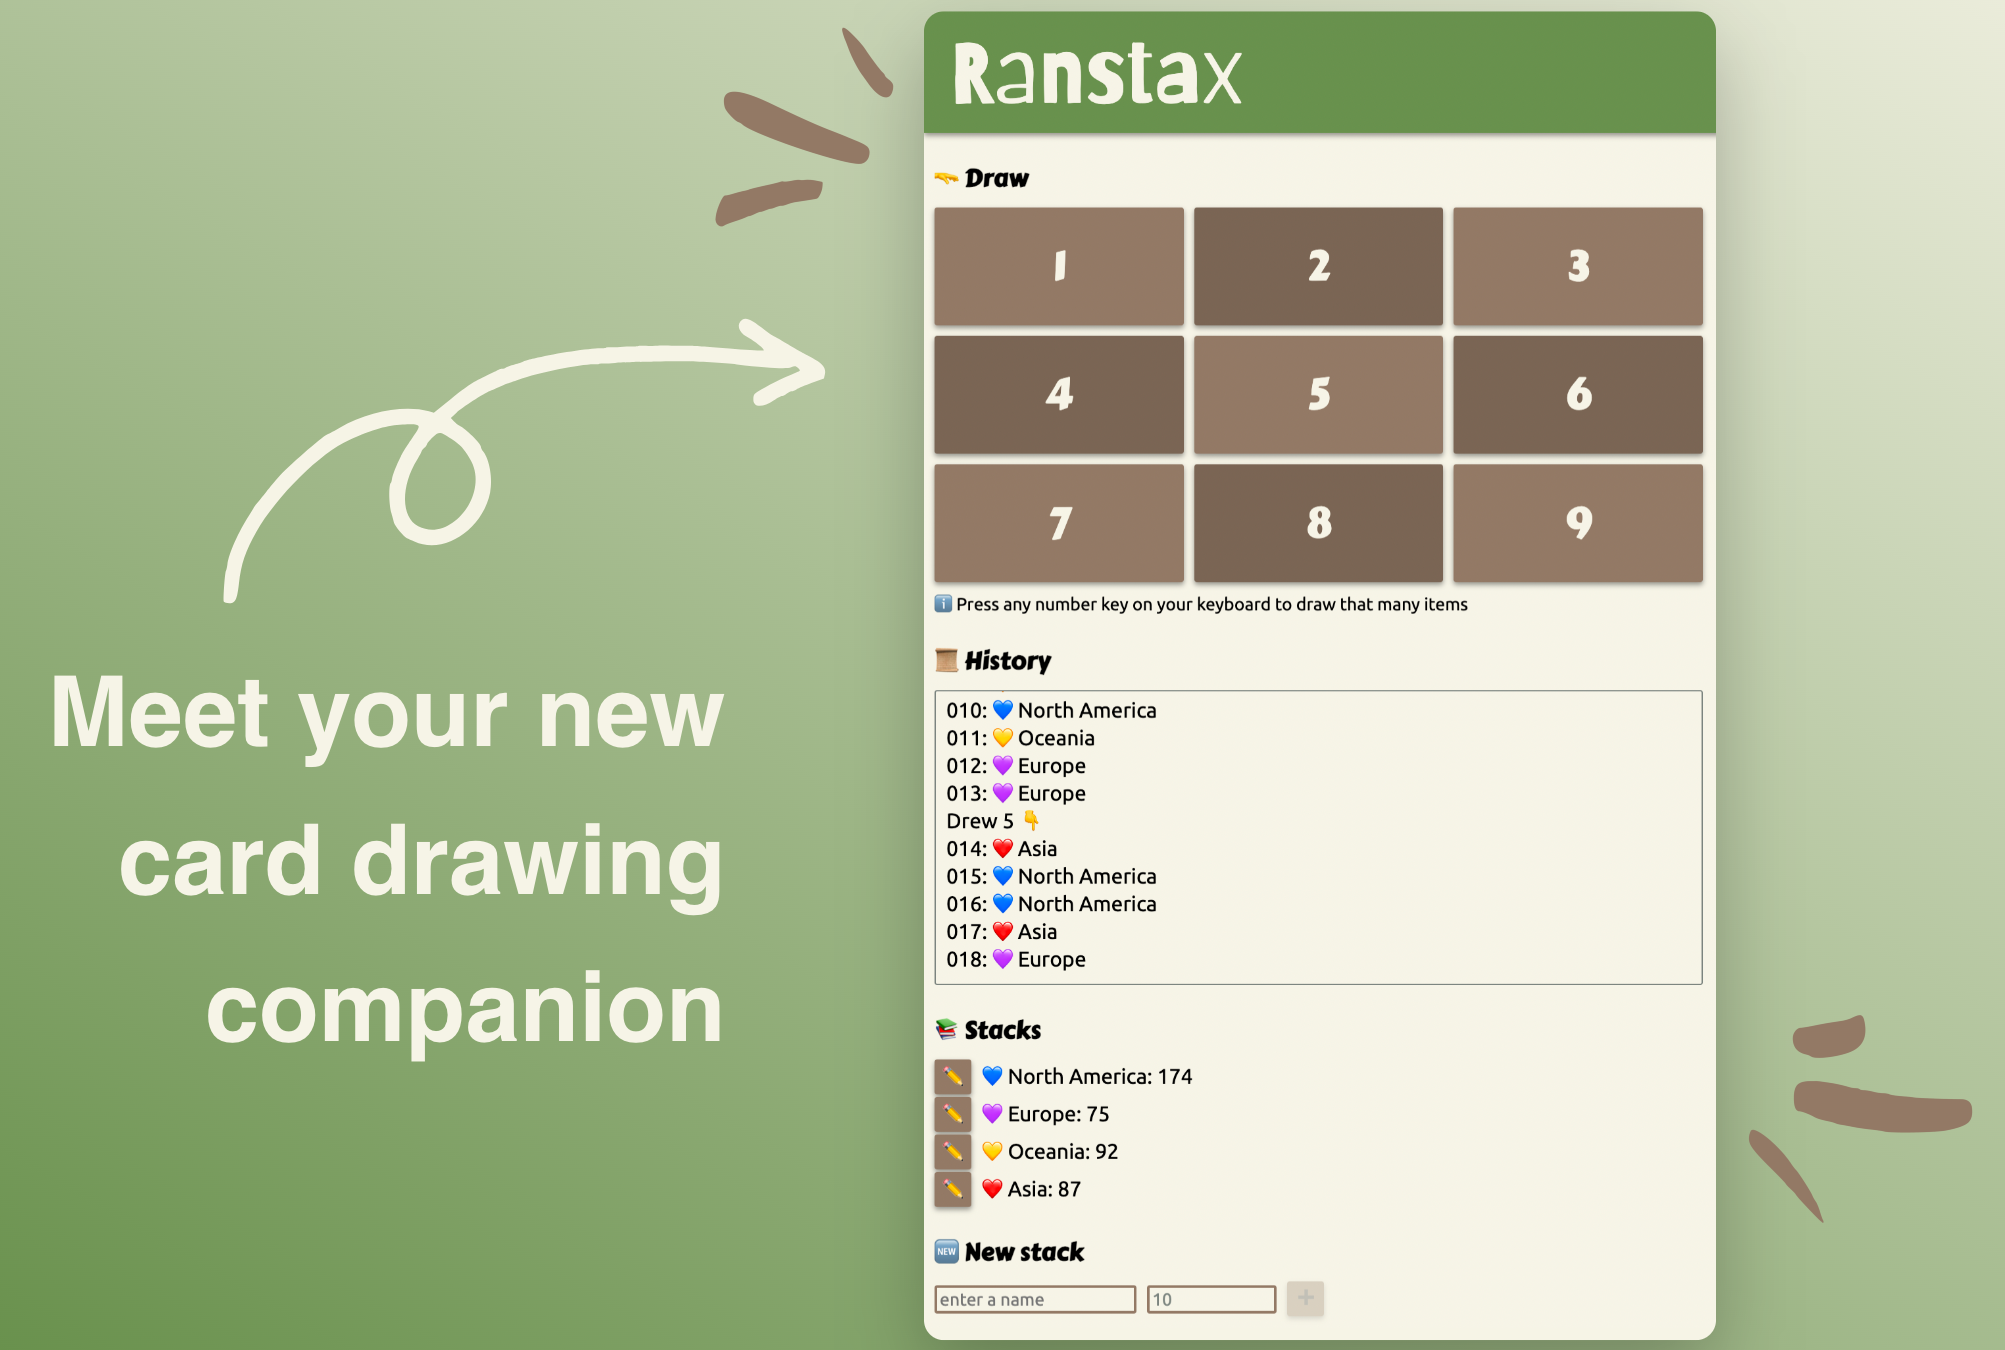 Meet your new
card drawing
companion
Ranstax
🫳 Draw
1
2
3
4
5
6
7
8
9
ℹ️ Press any number key on your keyboard to draw that many items
📜 History
010: 💙 North America
011: 💛 Oceania
012: 💜 Europe
013: 💜 Europe
Drew 5 👇
014: ❤️ Asia
015: 💙 North America
016: 💙 North America
017: ❤️ Asia
018: 💜 Europe
📚 Stacks
✏️ 💙 North America: 174
✏️ 💜 Europe: 75
✏️ 💛 Oceania: 92
✏️ ❤️ Asia: 87
🆕 New stack
enter a name 10 +